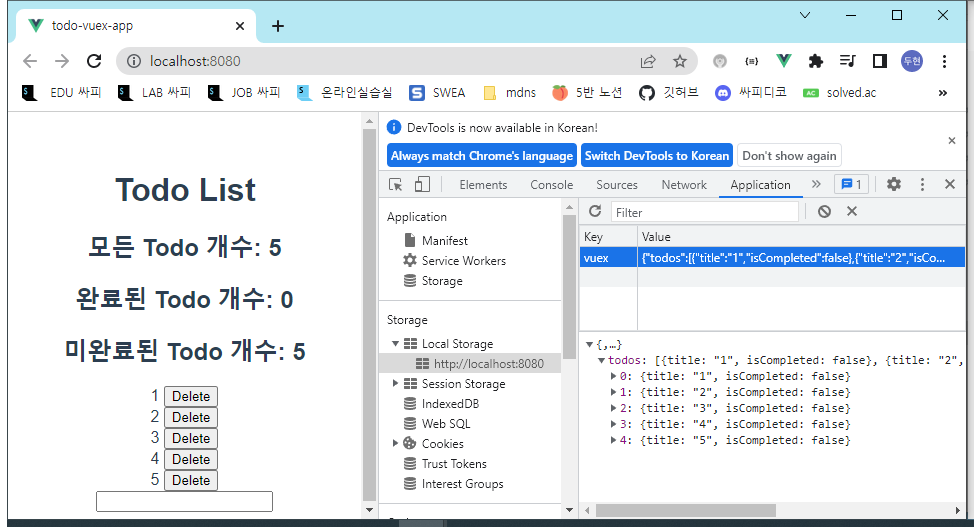 todo-vuex-app
localhost:8080
두현
EDU 싸피 LAB 싸피 JOB 싸피 온라인실습실 SWEA mdns 5반 노션 깃허브 싸피디코 AC solved.ac »
Todo List
모든 Todo 개수: 5
완료된 Todo 개수: 0
미완료된 Todo 개수: 5
1 Delete
2 Delete
3 Delete
4 Delete
5 Delete
DevTools is now available in Korean!
Always match Chrome's language Switch DevTools to Korean Don't show again
Elements Console Sources Network Application » 1
Application
Manifest
Service Workers
Storage
Storage
Local Storage
http://localhost:8080
Session Storage
IndexedDB
Web SQL
Cookies
Trust Tokens
Interest Groups
Filter
Key Value
vuex {"todos":[{"title":"1","isCompleted":false},{"title":"2","isCo...
{,…}
todos: [{title: "1", isCompleted: false}, {title: "2",
0: {title: "1", isCompleted: false}
1: {title: "2", isCompleted: false}
2: {title: "3", isCompleted: false}
3: {title: "4", isCompleted: false}
4: {title: "5", isCompleted: false}